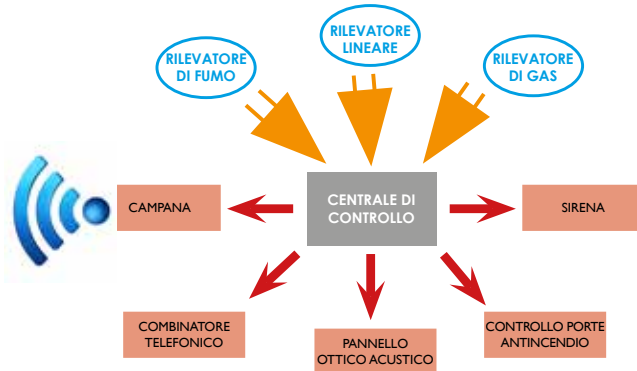 RILEVATORE
DI FUMO
RILEVATORE
LINEARE
RILEVATORE
DI GAS
CAMPANA
CENTRALE DI
CONTROLLO
SIRENA
COMBINATORE
TELEFONICO
PANNELLO
OTTICO ACUSTICO
CONTROLLO PORTE
ANTINCENDIO